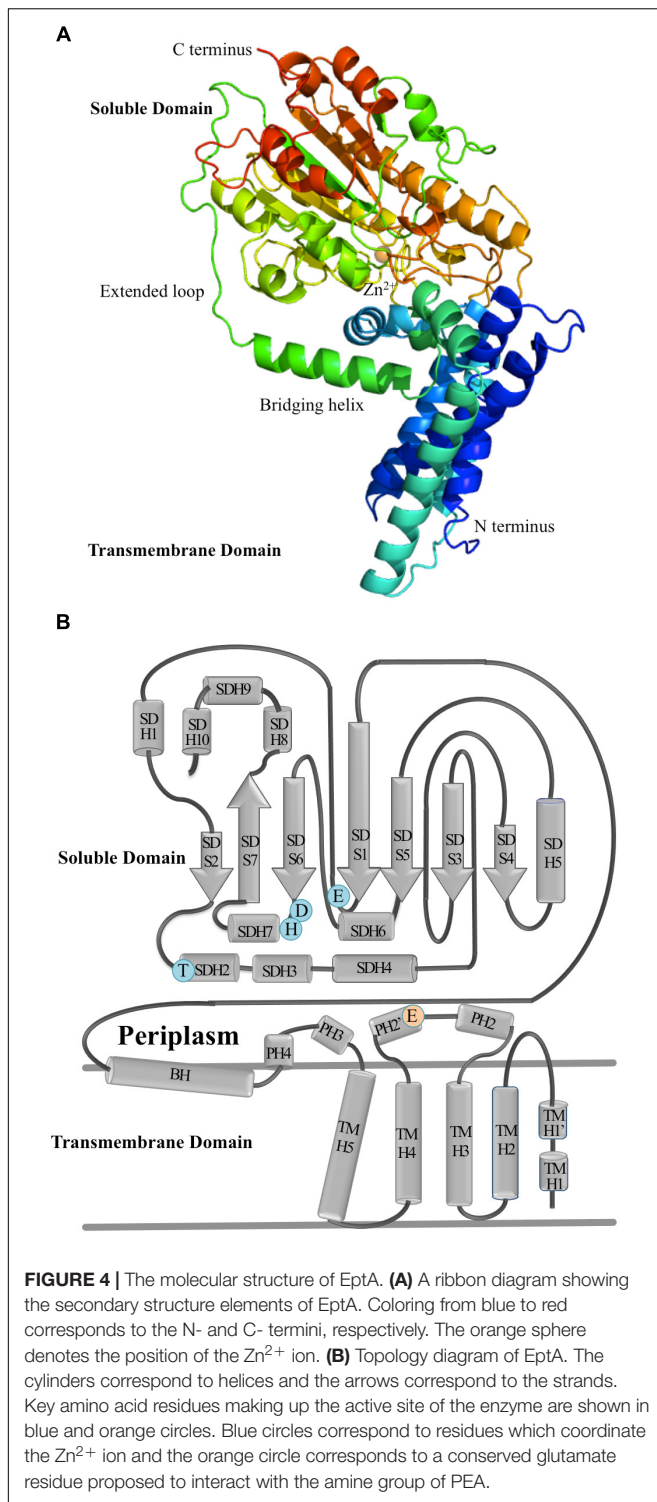 A
C terminus
Soluble Domain
Extended loop
Zn2+
Bridging helix
N terminus
Transmembrane Domain
B
SDH9
SD
H1
SD
H10
SD
H8
SD
S2
SD
S7
SD
S6
SD
S1
SD
S5
SD
S3
SD
S4
SD
H5
Soluble Domain
E
D
H
SDH7
SDH6
T
SDH2
SDH3
SDH4
Periplasm
PH4
PH3
PH2'
E
PH2
BH
Transmembrane Domain
TM
H5
TM
H4
TM
H3
TM
H2
TM
H1'
TM
H1
FIGURE 4 | The molecular structure of EptA. (A) A ribbon diagram showing
the secondary structure elements of EptA. Coloring from blue to red
corresponds to the N- and C- termini, respectively. The orange sphere
denotes the position of the Zn2+ ion. (B) Topology diagram of EptA. The
cylinders correspond to helices and the arrows correspond to the strands.
Key amino acid residues making up the active site of the enzyme are shown in
blue and orange circles. Blue circles correspond to residues which coordinate
the Zn2+ ion and the orange circle corresponds to a conserved glutamate
residue proposed to interact with the amine group of PEA.